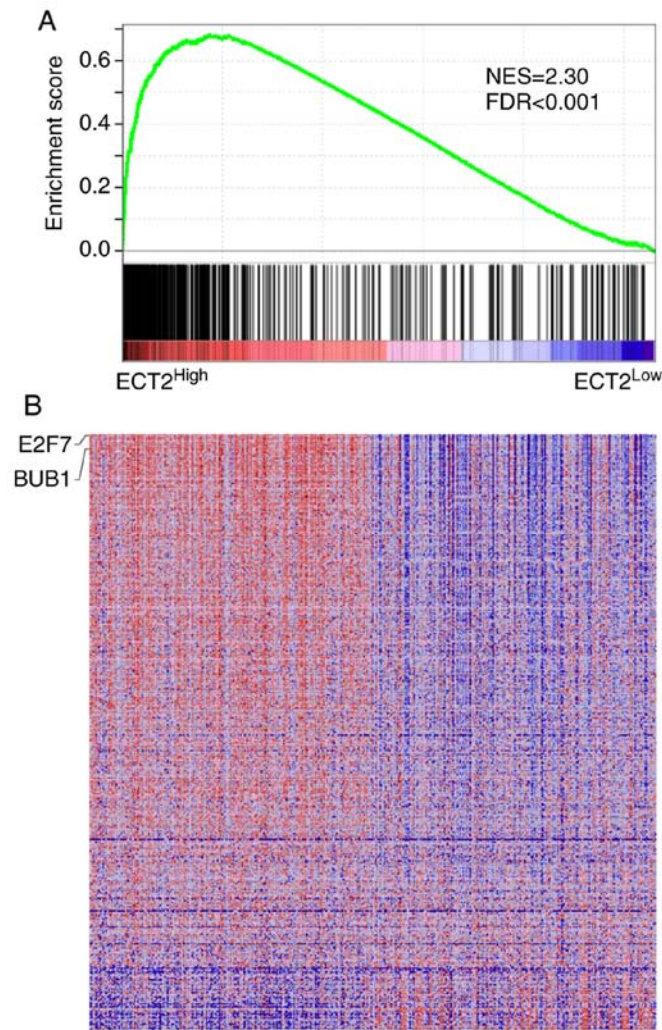 A
Enrichment score
0.6
0.4
0.2
0.0
NES=2.30
FDR<0.001
ECT2High
ECT2Low
B
E2F7
BUB1